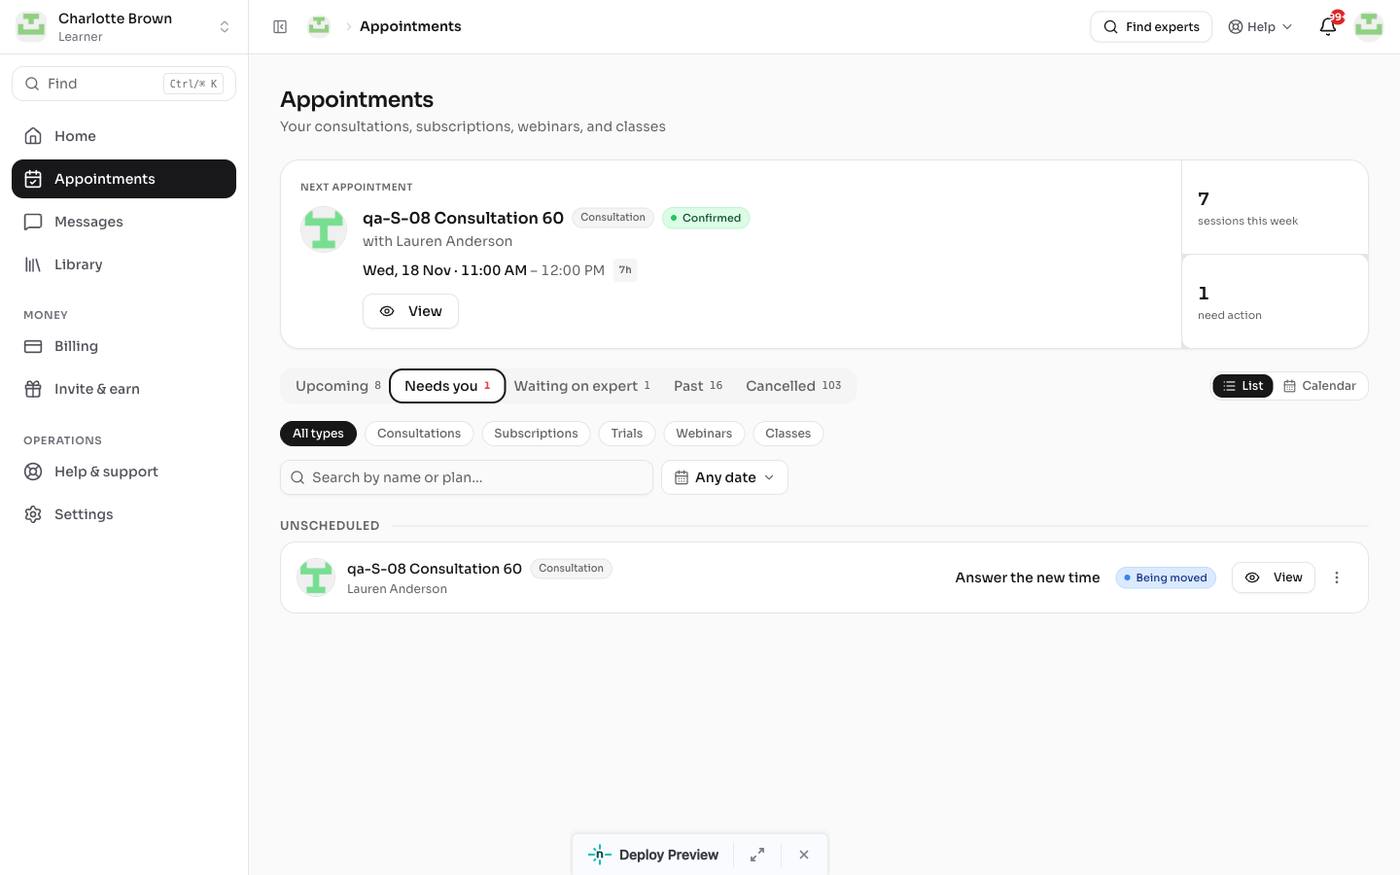 Charlotte Brown
Learner
Appointments
Find experts
Help
99+
Find
Ctrl/⌘ K
Home
Appointments
Messages
Library
MONEY
Billing
Invite & earn
OPERATIONS
Help & support
Settings
Appointments
Your consultations, subscriptions, webinars, and classes
NEXT APPOINTMENT
qa-S-08 Consultation 60 Consultation Confirmed
with Lauren Anderson
Wed, 18 Nov · 11:00 AM – 12:00 PM 7h
View
7
sessions this week
1
need action
Upcoming 8 Needs you 1 Waiting on expert 1 Past 16 Cancelled 103
List Calendar
All types Consultations Subscriptions Trials Webinars Classes
Search by name or plan...
Any date
UNSCHEDULED
qa-S-08 Consultation 60 Consultation
Lauren Anderson
Answer the new time Being moved View
Deploy Preview